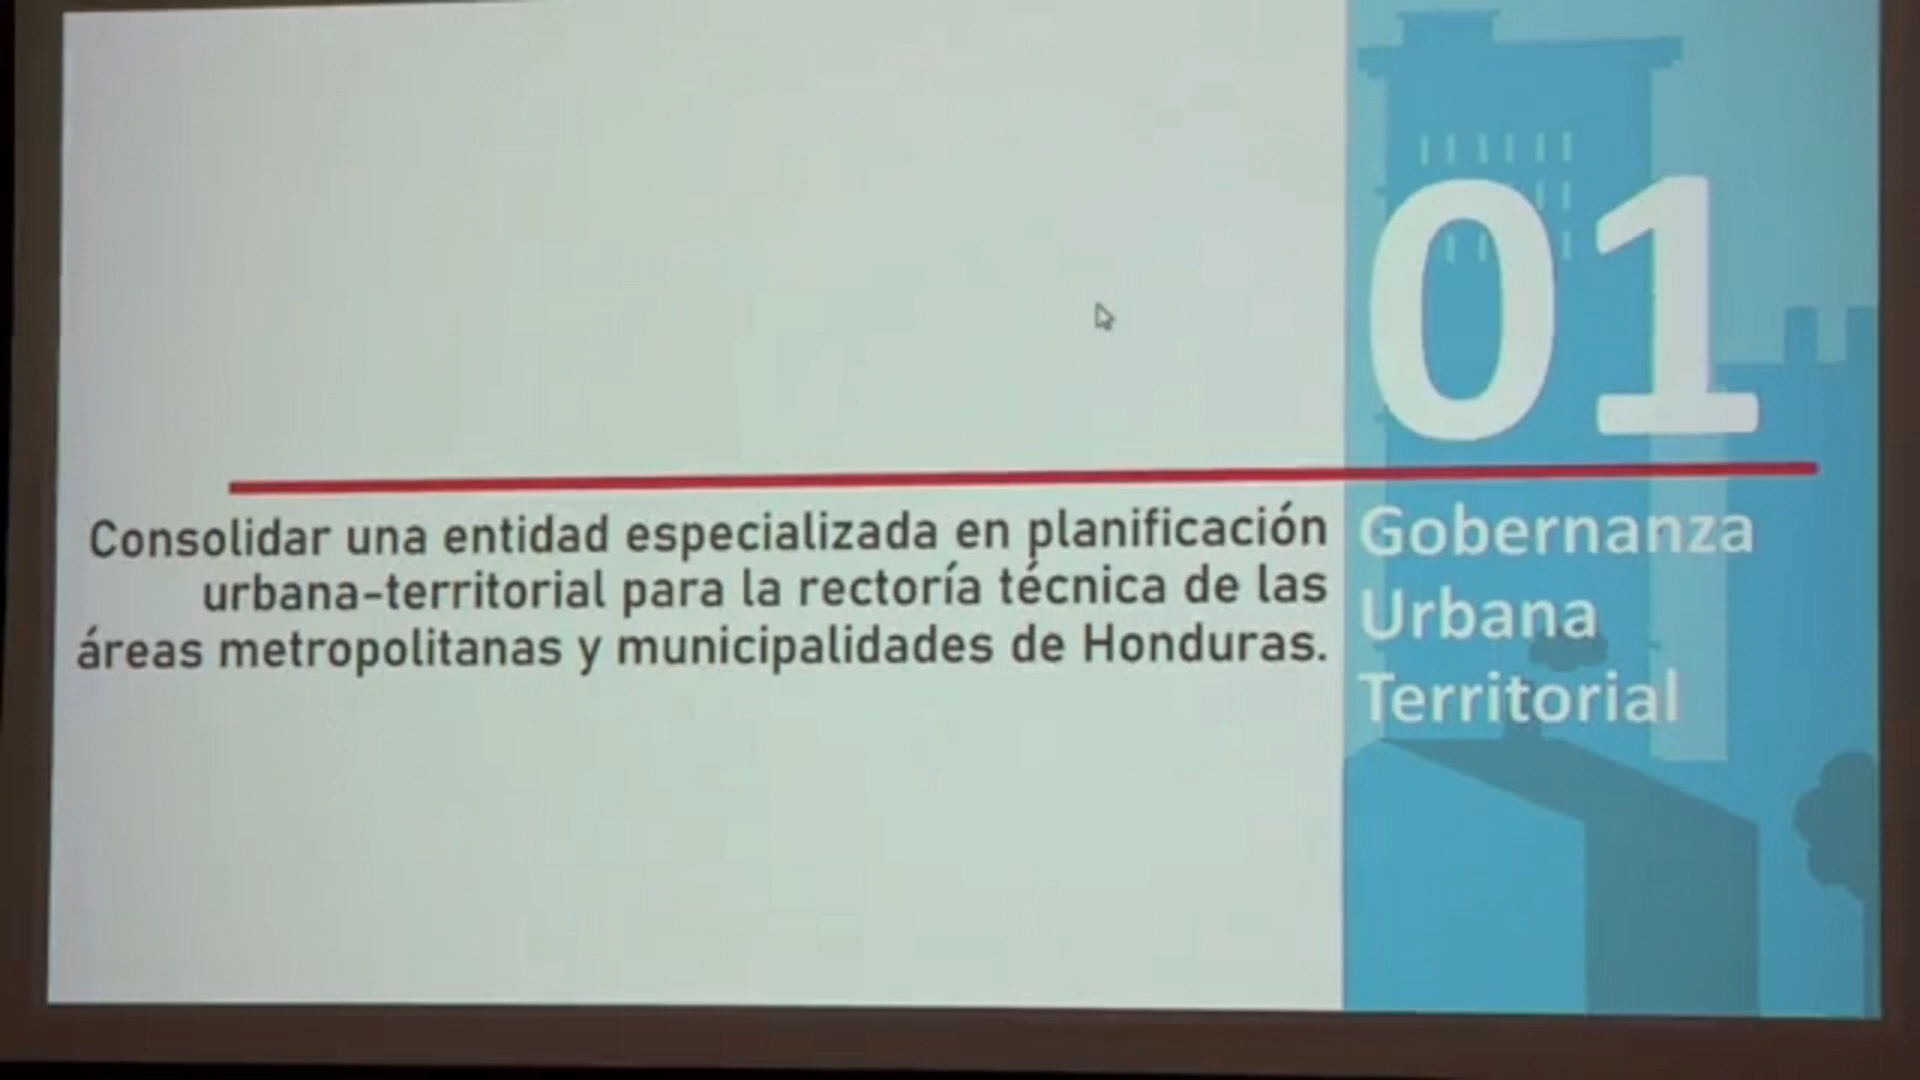 01
Consolidar una entidad especializada en planificación
urbana-territorial para la rectoría técnica de las
áreas metropolitanas y municipalidades de Honduras.
Gobernanza
Urbana
Territorial